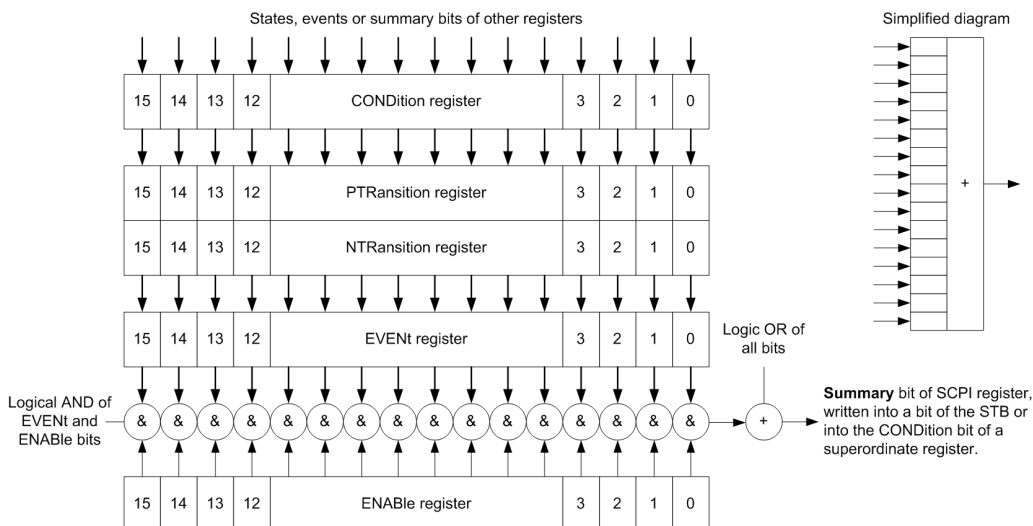 States, events or summary bits of other registers
Simplified diagram
15 14 13 12 CONDition register 3 2 1 0
15 14 13 12 PTRansition register 3 2 1 0
+
15 14 13 12 NTRansition register 3 2 1 0
15 14 13 12 EVENt register 3 2 1 0
Logic OR of
all bits
Logical AND of
EVENt and
ENABle bits
& & & & & & & & & & & & & & & &
+
Summary bit of SCPI register,
written into a bit of the STB or
into the CONDition bit of a
superordinate register.
15 14 13 12 ENABle register 3 2 1 0